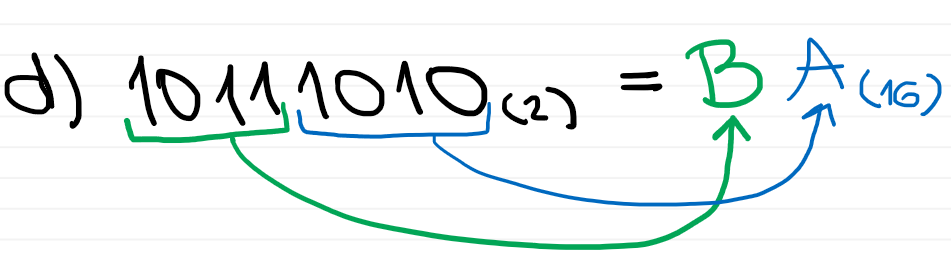 d) 10111010(2) = BA(16)